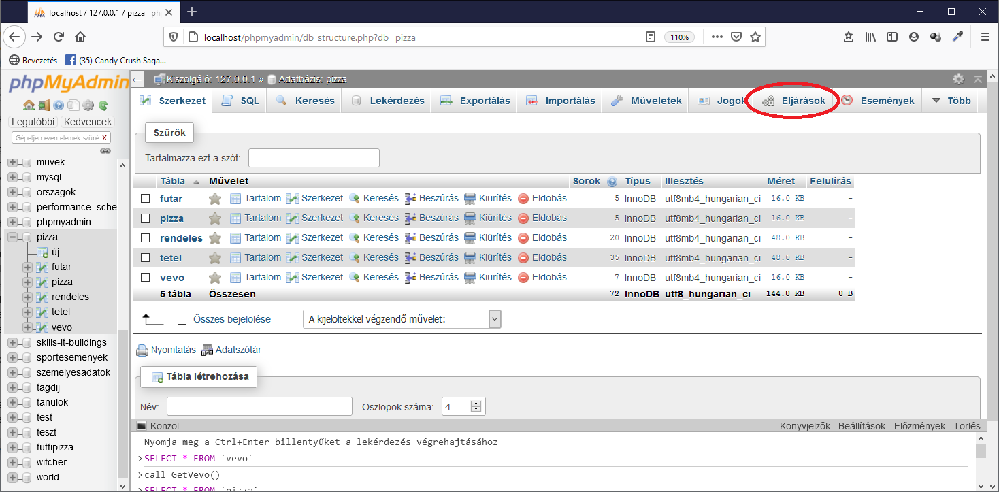 localhost / 127.0.0.1 / pizza | ph
localhost/phpmyadmin/db_structure.php?db=pizza
110%
Bevezetés
(35) Candy Crush Saga...
phpMyAdmin
Legutóbbi Kedvencek
Gépeljen ezen elemek szűré X
muvek
mysql
orszagok
performance_sche
phpmyadmin
pizza
új
futar
pizza
rendeles
tetel
vevo
skills-it-buildings
sportesemenyek
szemelyesadatok
tagdij
tanulok
test
teszt
tuttipizza
witcher
world
Kiszolgáló: 127.0.0.1 » Adatbázis: pizza
Szerkezet SQL Keresés Lekérdezés Exportálás Importálás Műveletek Jogok Eljárások Események Több
Szűrők
Tartalmazza ezt a szót:
Tábla Művelet Sorok Típus Illesztés Méret Felülírás
futar Tartalom Szerkezet Keresés Beszúrás Kiürítés Eldobás 5 InnoDB utf8mb4_hungarian_ci 16.0 KB -
pizza Tartalom Szerkezet Keresés Beszúrás Kiürítés Eldobás 5 InnoDB utf8mb4_hungarian_ci 16.0 KB -
rendeles Tartalom Szerkezet Keresés Beszúrás Kiürítés Eldobás 20 InnoDB utf8mb4_hungarian_ci 48.0 KB -
tetel Tartalom Szerkezet Keresés Beszúrás Kiürítés Eldobás 35 InnoDB utf8mb4_hungarian_ci 48.0 KB -
vevo Tartalom Szerkezet Keresés Beszúrás Kiürítés Eldobás 7 InnoDB utf8mb4_hungarian_ci 16.0 KB -
5 tábla Összesen 72 InnoDB utf8_hungarian_ci 144.0 KB 0 B
Összes bejelölése A kijelöltekkel végzendő művelet:
Nyomtatás Adatszótár
Tábla létrehozása
Név: Oszlopok száma: 4
Konzol Könyvjelzők Beállítások Előzmények Törlés
Nyomja meg a Ctrl+Enter billentyűket a lekérdezés végrehajtásához
>SELECT * FROM `vevo`
>call GetVevo()
>SELECT * FROM `pizza`